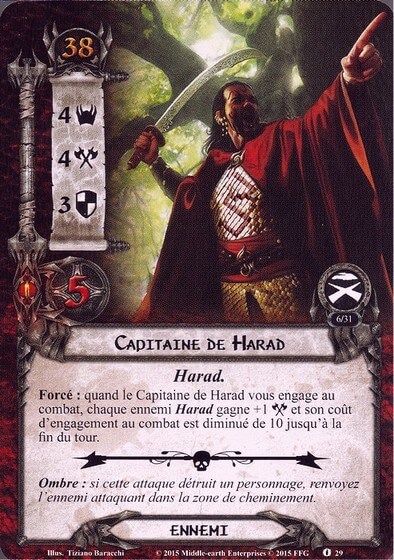 38
4
4
3
5
6/31
CAPITAINE DE HARAD
Harad.
Forcé : quand le Capitaine de Harad vous engage au
combat, chaque ennemi Harad gagne +1 et son coût
d'engagement au combat est diminué de 10 jusqu'à la
fin du tour.
Ombre : si cette attaque détruit un personnage, renvoyez
l'ennemi attaquant dans la zone de cheminement.
ENNEMI
Illus. Tiziano Baracchi © 2015 Middle-earth Enterprises © 2015 FFG 29